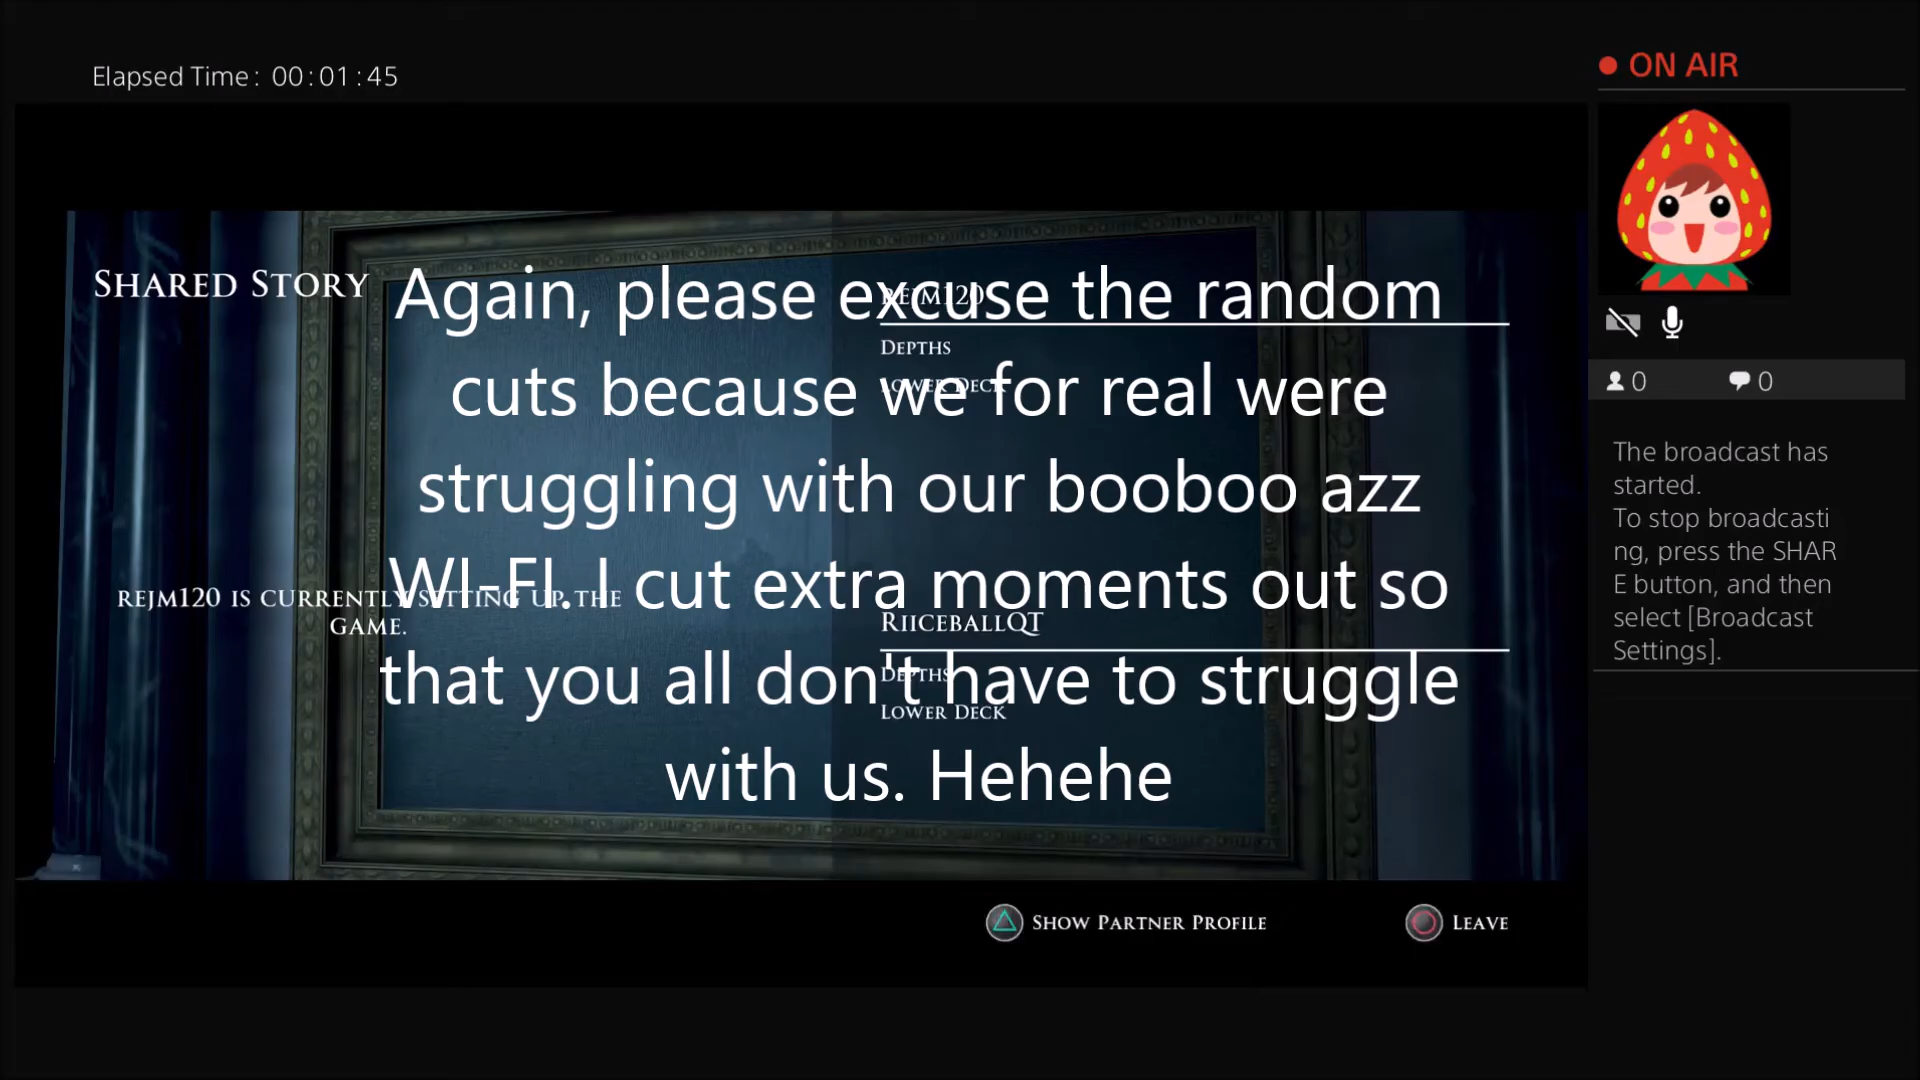 Elapsed Time: 00:01:45
ON AIR
Shared Story
Again, please excuse the random
cuts because we for real were
struggling with our booboo azz
WI-FI. I cut extra moments out so
that you all don't have to struggle
with us. Hehehe
REJM120
Depths
Lower Deck
REJM120 IS CURRENTLY SETTING UP THE
GAME.
RiiceballQT
Depths
Lower Deck
0
0
The broadcast has
started.
To stop broadcasti
ng, press the SHAR
E button, and then
select [Broadcast
Settings].
Show Partner Profile
Leave